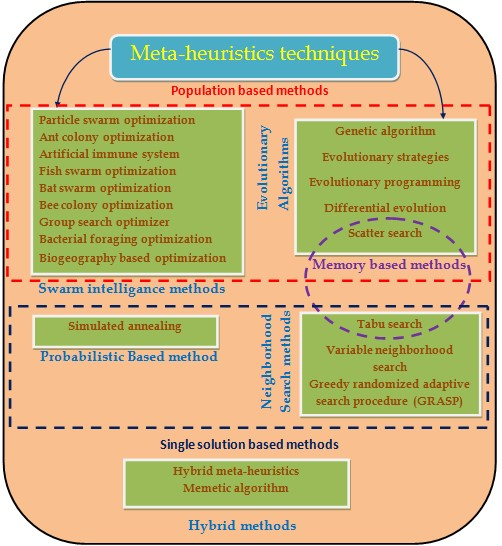 Meta-heuristics techniques
Population based methods
Particle swarm optimization
Ant colony optimization
Artificial immune system
Fish swarm optimization
Bat swarm optimization
Bee colony optimization
Group search optimizer
Bacterial foraging optimization
Biogeography based optimization
Swarm intelligance methods
Evolutionary
Algorithms
Genetic algorithm
Evolutionary strategies
Evolutionary programming
Differential evolution
Scatter search
Memory based methods
Simulated annealing
Probabilistic Based method
Neighborhood
Search methods
Tabu search
Variable neighborhood
search
Greedy randomized adaptive
search procedure (GRASP)
Single solution based methods
Hybrid meta-heuristics
Memetic algorithm
Hybrid methods